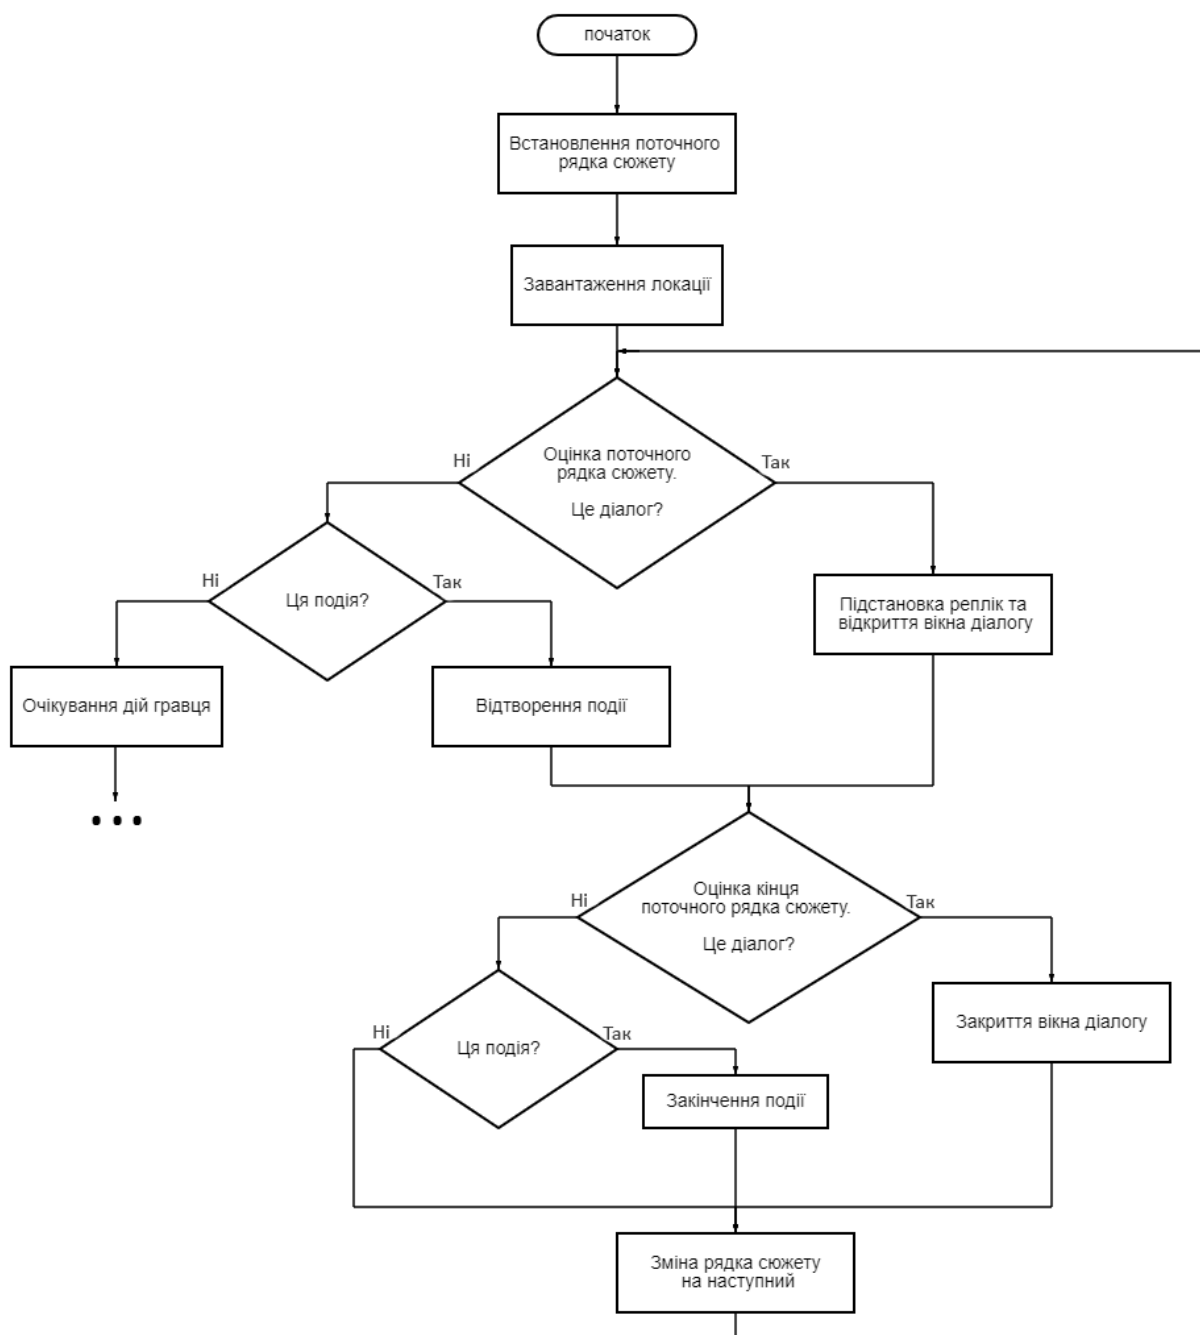 початок
Встановлення поточного
рядка сюжету
Завантаження локації
Ні
Так
Оцінка поточного
рядка сюжету.
Це діалог?
Ні
Так
Ця подія?
Підстановка реплік та
відкриття вікна діалогу
Очікування дій гравця
Відтворення події
• • •
Ні
Так
Оцінка кінця
поточного рядка сюжету.
Це діалог?
Ні
Так
Ця подія?
Закриття вікна діалогу
Закінчення події
Зміна рядка сюжету
на наступний